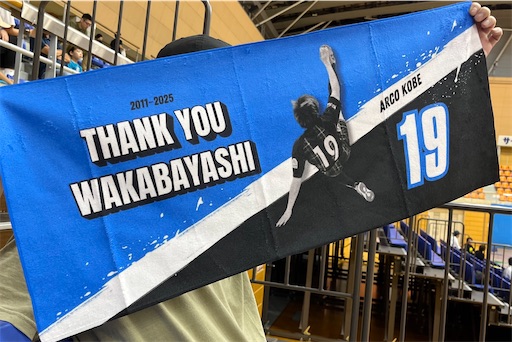 2011-2025
THANK YOU
WAKABAYASHI
ARCO KOBE
19
19